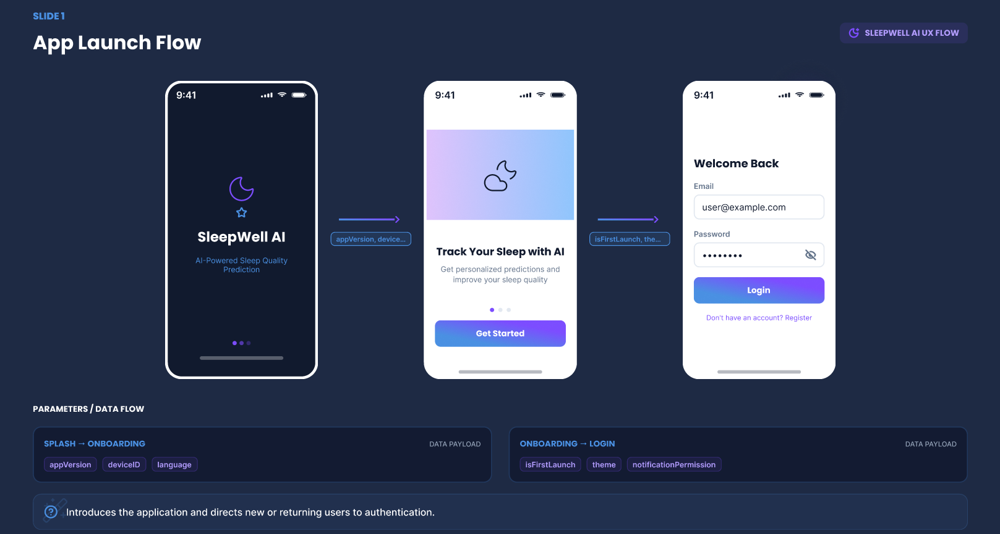 SLIDE 1
App Launch Flow
SLEEPWELL AI UX FLOW
9:41
SleepWell AI
AI-Powered Sleep Quality
Prediction
appVersion, device...
9:41
Track Your Sleep with AI
Get personalized predictions and
improve your sleep quality
Get Started
isFirstLaunch, the...
9:41
Welcome Back
Email
user@example.com
Password
••••••••
Login
Don't have an account? Register
PARAMETERS / DATA FLOW
SPLASH → ONBOARDING
DATA PAYLOAD
appVersion deviceID language
ONBOARDING → LOGIN
DATA PAYLOAD
isFirstLaunch theme notificationPermission
Introduces the application and directs new or returning users to authentication.